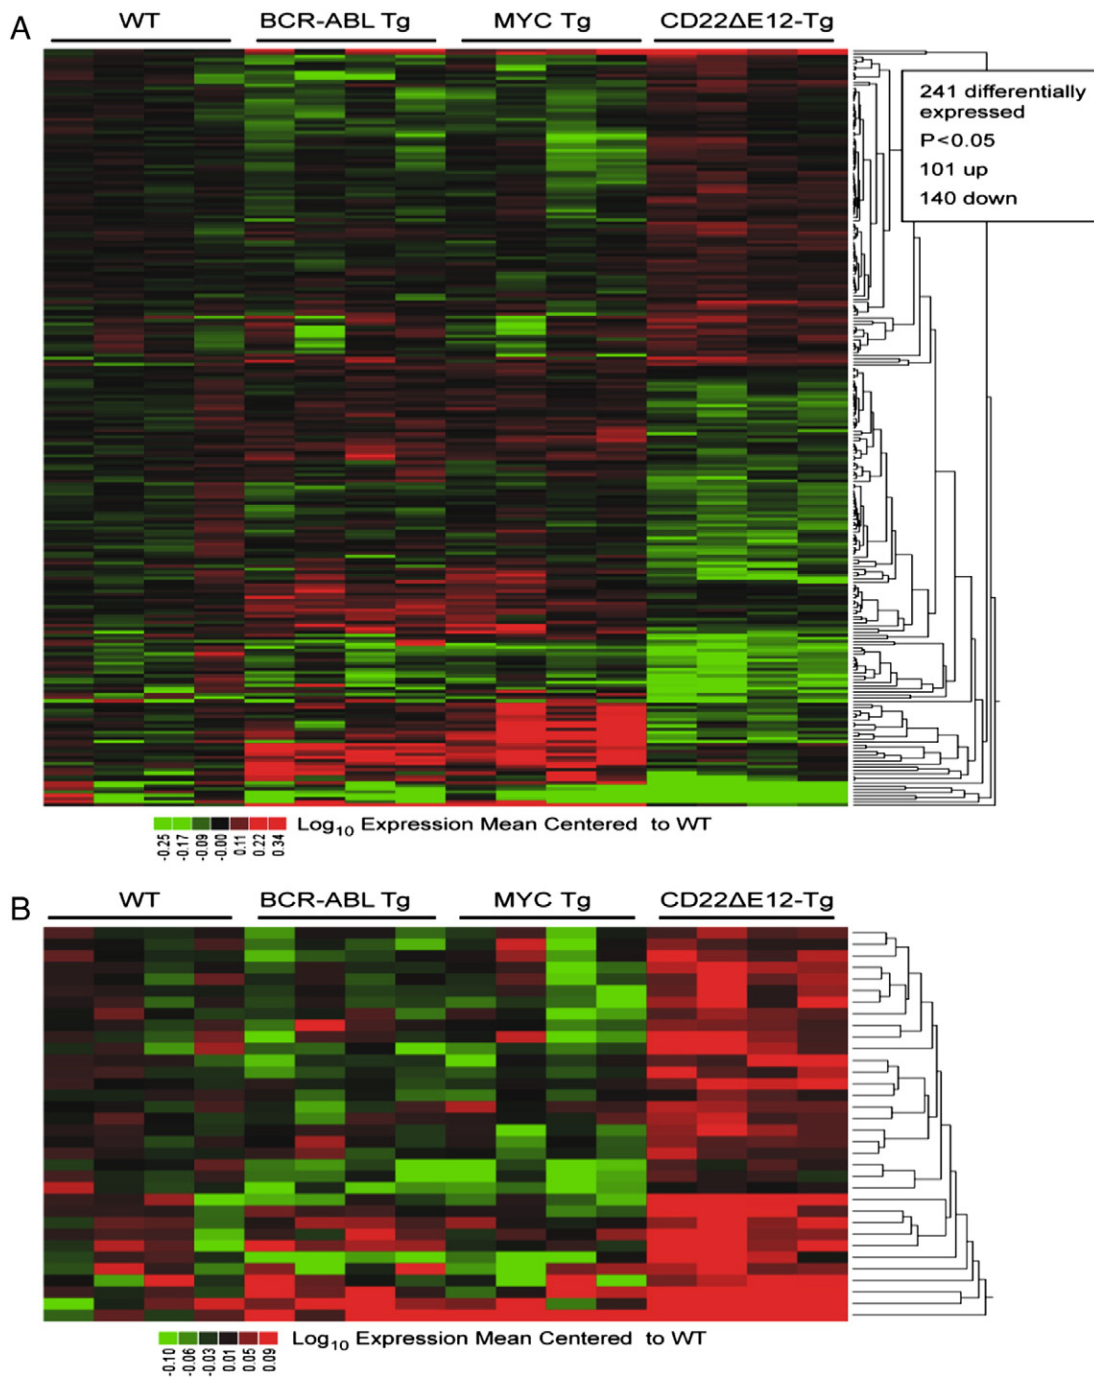 A
WT BCR-ABL Tg MYC Tg CD22ΔE12-Tg
241 differentially
expressed
P<0.05
101 up
140 down
-0.25 -0.17 -0.09 -0.00 0.11 0.22 0.34
Log10 Expression Mean Centered to WT
B
WT BCR-ABL Tg MYC Tg CD22ΔE12-Tg
-0.10 -0.06 -0.03 0.01 0.05 0.09
Log10 Expression Mean Centered to WT